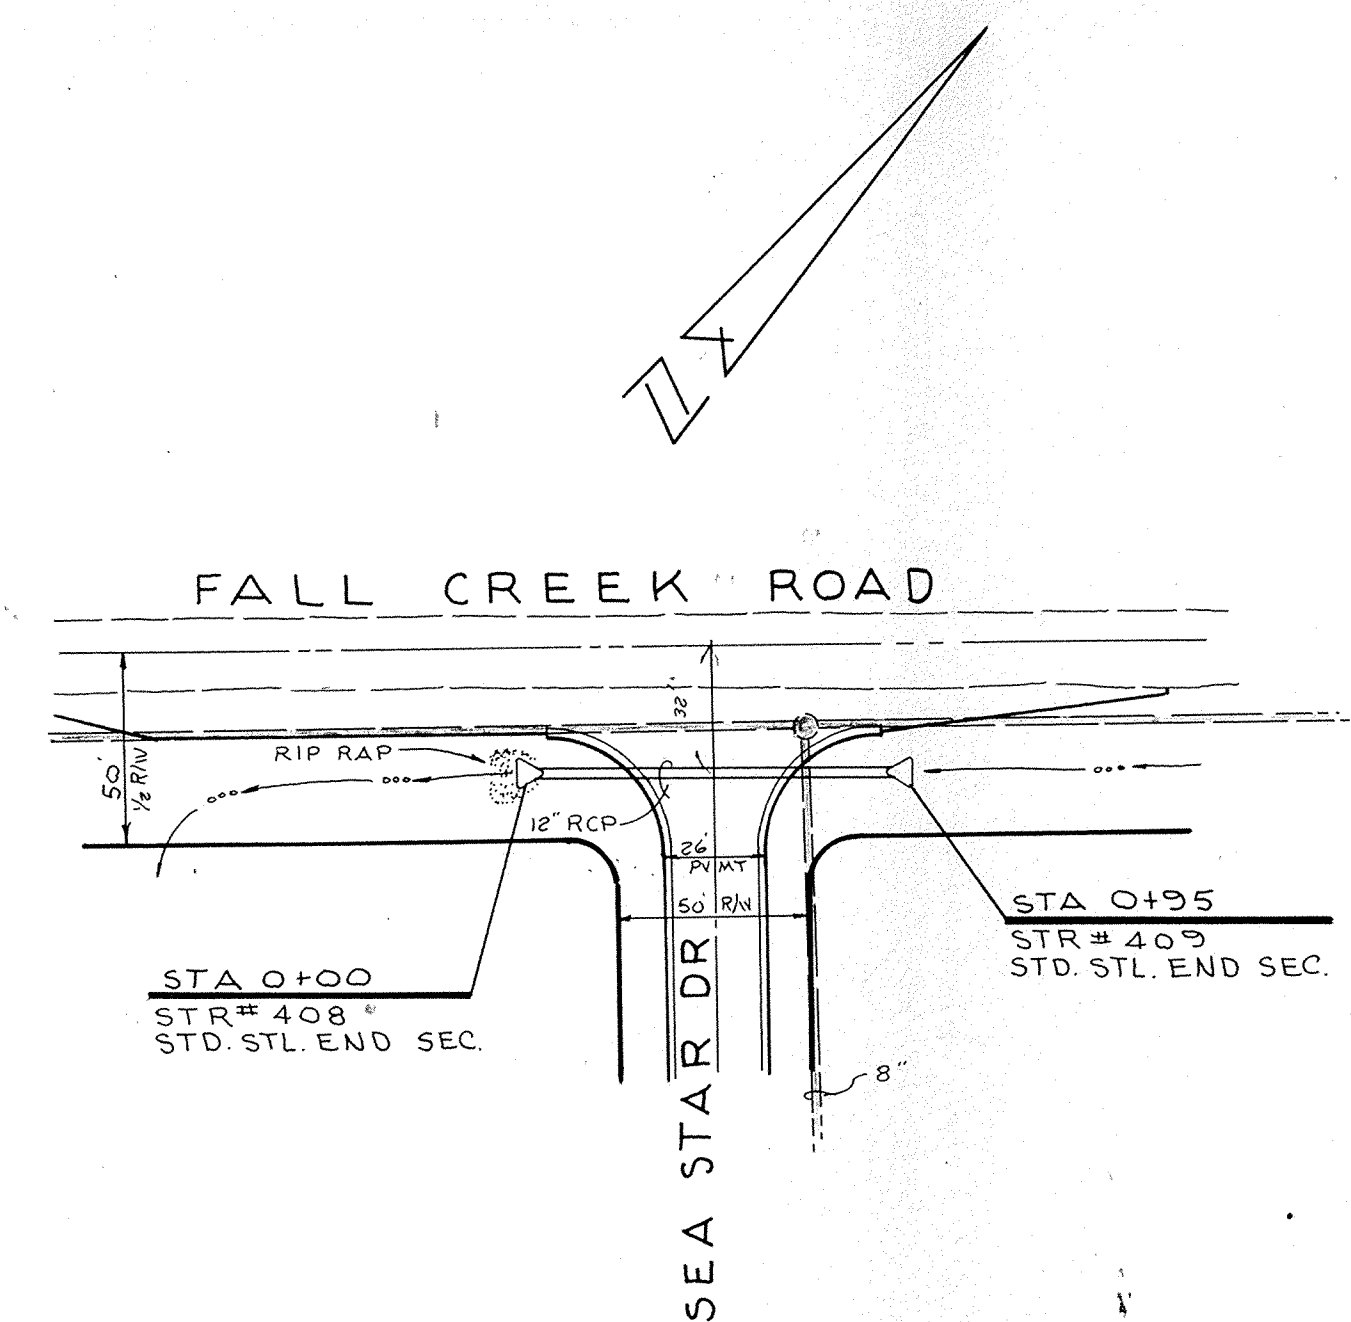 N
FALL CREEK ROAD
32'
50'
1/2 R/W
RIP RAP
12" RCP
26'
PVMT
50' R/W
STA 0+95
STR # 409
STD. STL. END SEC.
STA 0+00
STR # 408
STD. STL. END SEC.
8"
SEA STAR DR